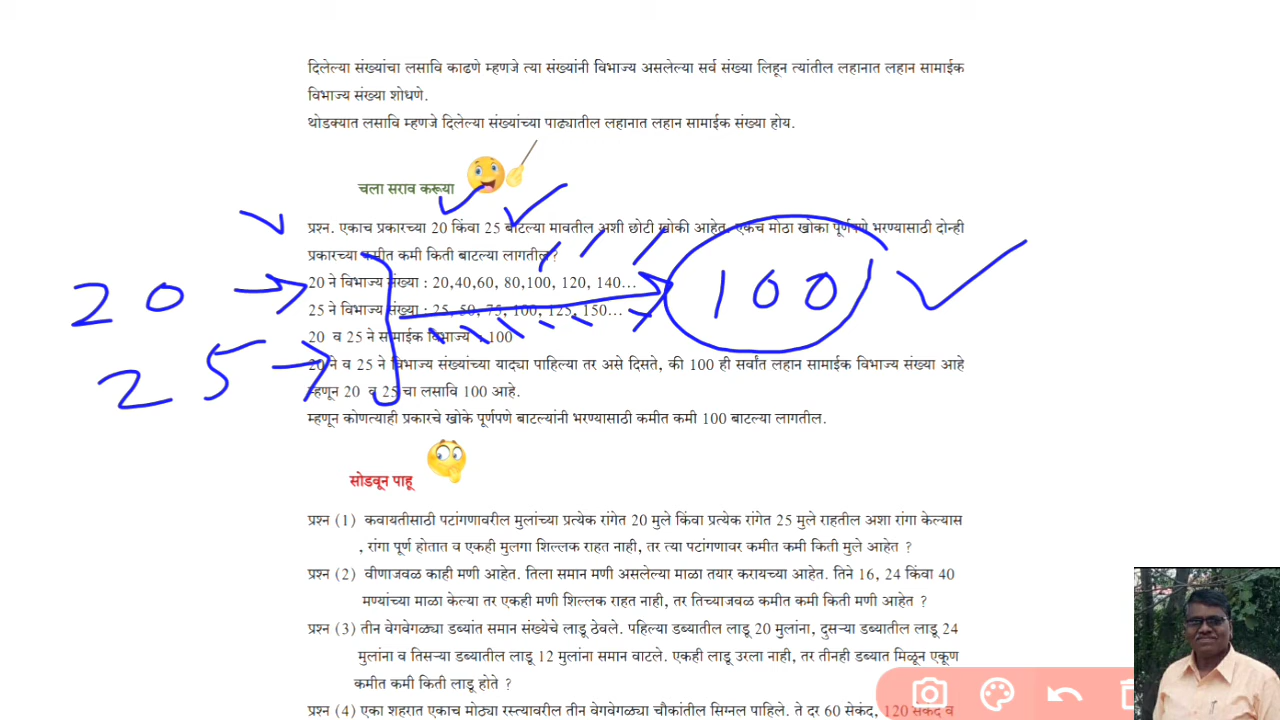 दिलेल्या संख्यांचा लसावि काढणे म्हणजे त्या संख्यांनी विभाज्य असलेल्या सर्व संख्या लिहून त्यांतील लहानात लहान सामाईक
विभाज्य संख्या शोधणे.
थोडक्यात लसावि म्हणजे दिलेल्या संख्यांच्या पाढ्यातील लहानात लहान सामाईक संख्या होय.
चला सराव करूया
प्रश्न. एकाच प्रकारच्या 20 किंवा 25 बाटल्या मावतील अशी छोटी खोकी आहेत. एकच मोठा खोका पूर्णपणे भरण्यासाठी दोन्ही
प्रकारच्या कमीत कमी किती बाटल्या लागतील?
20 ने विभाज्य संख्या : 20,40,60, 80,100, 120, 140...
25 ने विभाज्य संख्या : 25, 50, 75, 100, 125, 150...
20 व 25 ने सामाईक विभाज्य : 100
20 ने व 25 ने विभाज्य संख्यांच्या याद्या पाहिल्या तर असे दिसते, की 100 ही सर्वांत लहान सामाईक विभाज्य संख्या आहे
म्हणून 20 व 25 चा लसावि 100 आहे.
म्हणून कोणत्याही प्रकारचे खोके पूर्णपणे बाटल्यांनी भरण्यासाठी कमीत कमी 100 बाटल्या लागतील.
20
25
100
सोडवून पाहू
प्रश्न (1) कवायतीसाठी पटांगणावरील मुलांच्या प्रत्येक रांगेत 20 मुले किंवा प्रत्येक रांगेत 25 मुले राहतील अशा रांगा केल्यास
, रांगा पूर्ण होतात व एकही मुलगा शिल्लक राहत नाही, तर त्या पटांगणावर कमीत कमी किती मुले आहेत ?
प्रश्न (2) वीणाजवळ काही मणी आहेत. तिला समान मणी असलेल्या माळा तयार करायच्या आहेत. तिने 16, 24 किंवा 40
मण्यांच्या माळा केल्या तर एकही मणी शिल्लक राहत नाही, तर तिच्याजवळ कमीत कमी किती मणी आहेत ?
प्रश्न (3) तीन वेगवेगळ्या डब्यांत समान संख्येचे लाडू ठेवले. पहिल्या डब्यातील लाडू 20 मुलांना, दुसऱ्या डब्यातील लाडू 24
मुलांना व तिसऱ्या डब्यातील लाडू 12 मुलांना समान वाटले. एकही लाडू उरला नाही, तर तीनही डब्यात मिळून एकूण
कमीत कमी किती लाडू होते ?
प्रश्न (4) एका शहरात एकाच मोठ्या रस्त्यावरील तीन वेगवेगळ्या चौकांतील सिग्नल पाहिले. ते दर 60 सेकंद, 120 सेकंद व